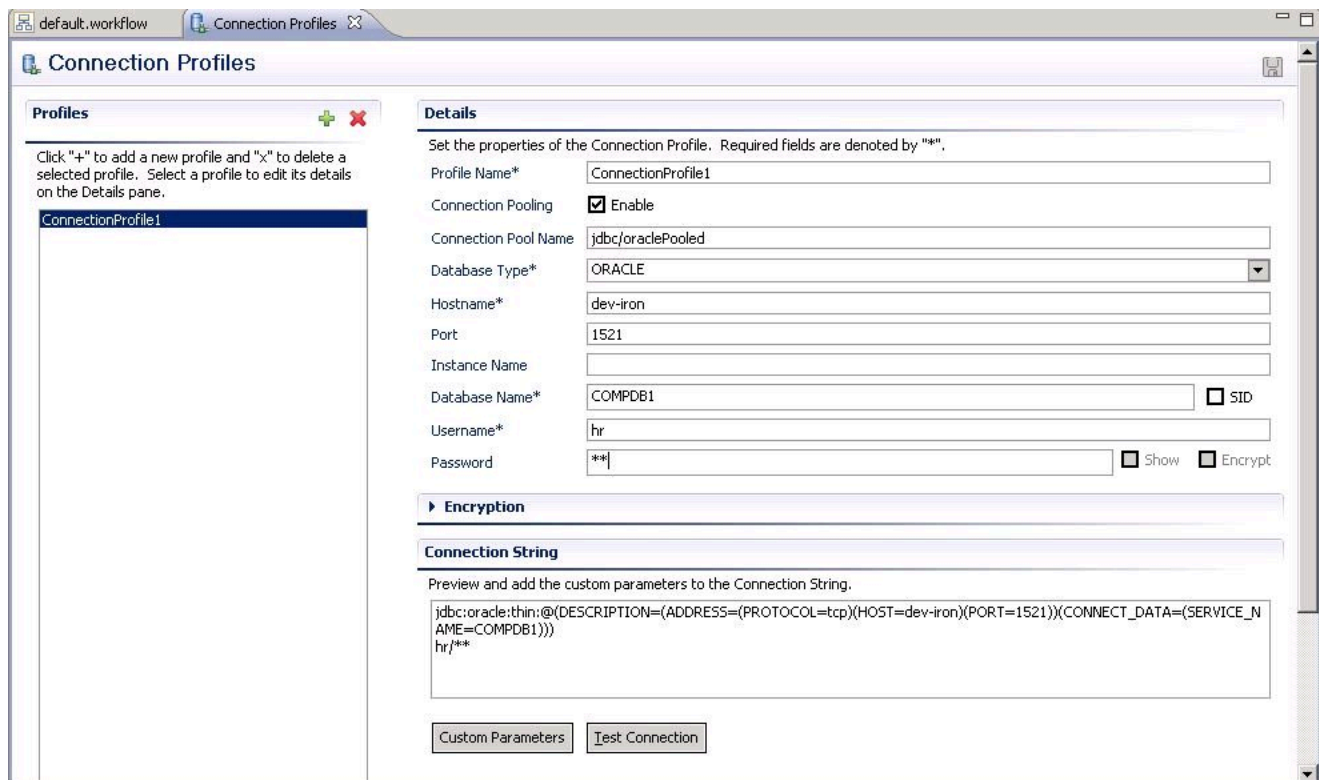 default.workflow
Connection Profiles
Connection Profiles
Profiles
Click "+" to add a new profile and "x" to delete a
selected profile. Select a profile to edit its details
on the Details pane.
ConnectionProfile1
Details
Set the properties of the Connection Profile. Required fields are denoted by "*".
Profile Name* ConnectionProfile1
Connection Pooling Enable
Connection Pool Name jdbc/oraclePooled
Database Type* ORACLE
Hostname* dev-iron
Port 1521
Instance Name
Database Name* COMPDB1 SID
Username* hr
Password ** Show Encrypt
Encryption
Connection String
Preview and add the custom parameters to the Connection String.
jdbc:oracle:thin:@(DESCRIPTION=(ADDRESS=(PROTOCOL=tcp)(HOST=dev-iron)(PORT=1521))(CONNECT_DATA=(SERVICE_N
AME=COMPDB1)))
hr/**
Custom Parameters Test Connection